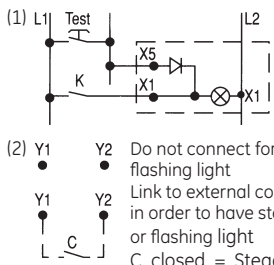 (1) L1 Test L2
X5
K X1 X1
(2) Y1 Y2 Do not connect for
flashing light
Y1 Y2 Link to external co
in order to have ste
or flashing light
C C closed = Stead